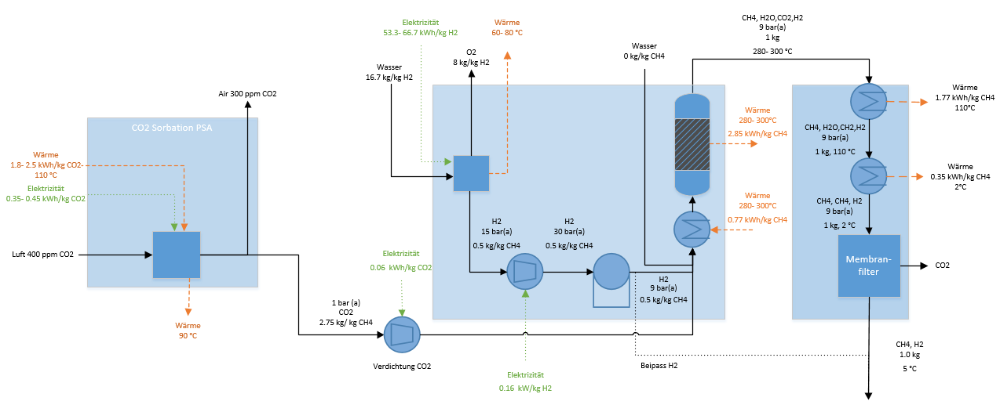 CO2 Sorbation PSA
Air 300 ppm CO2
Wärme
1.8- 2.5 kWh/kg CO2
110 °C
Elektrizität
0.35- 0.45 kWh/kg CO2
Luft 400 ppm CO2
Wärme
90 °C
1 bar (a)
CO2
2.75 kg/ kg CH4
Elektrizität
0.06  kWh/kg CO2
Verdichtung CO2
Elektrizität
53.3- 66.7 kWh/kg H2
Wasser
16.7 kg/kg H2
O2
8 kg/kg H2
Wärme
60- 80 °C
H2
15 bar(a)
0.5 kg/kg CH4
H2
30 bar(a)
0.5 kg/kg CH4
Elektrizität
0.16  kW/kg H2
Wasser
0 kg/kg CH4
H2
9 bar(a)
0.5 kg/kg CH4
Beipass H2
Wärme
280- 300°C
2.85 kWh/kg CH4
Wärme
280- 300°C
0.77 kWh/kg CH4
CH4, H2O,CO2,H2
9 bar(a)
1 kg
280- 300 °C
Wärme
1.77 kWh/kg CH4
110°C
CH4, H2O,CH2,H2
9 bar(a)
1 kg, 110 °C
Wärme
0.35 kWh/kg CH4
2°C
CH4, CH4, H2
9 bar(a)
1 kg, 2 °C
Membran-
filter
CO2
CH4, H2
1.0 kg
5 °C